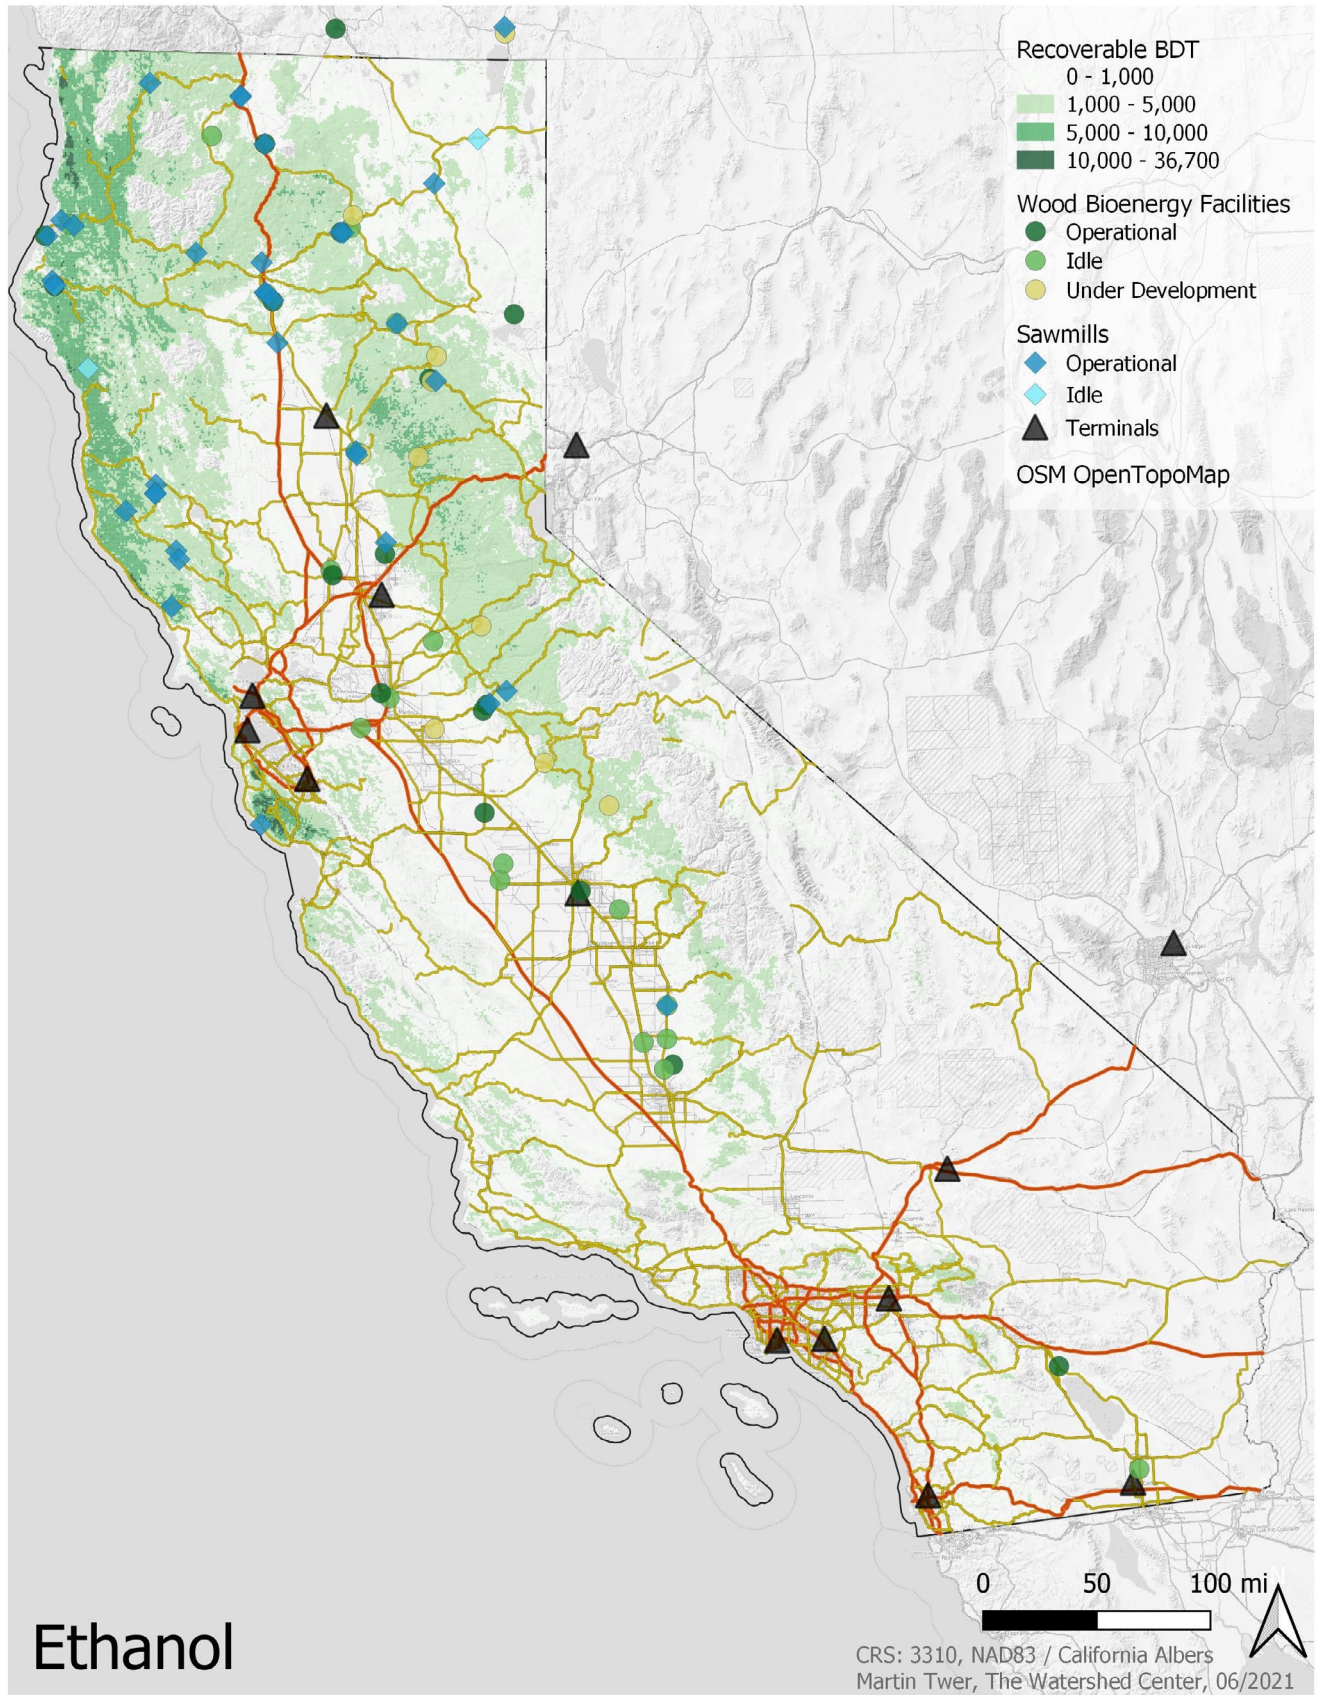 Recoverable BDT
0 - 1,000
1,000 - 5,000
5,000 - 10,000
10,000 - 36,700
Wood Bioenergy Facilities
Operational
Idle
Under Development
Sawmills
Operational
Idle
Terminals
OSM OpenTopoMap
0 50 100 mi
Ethanol
CRS: 3310, NAD83 / California Albers
Martin Twer, The Watershed Center, 06/2021